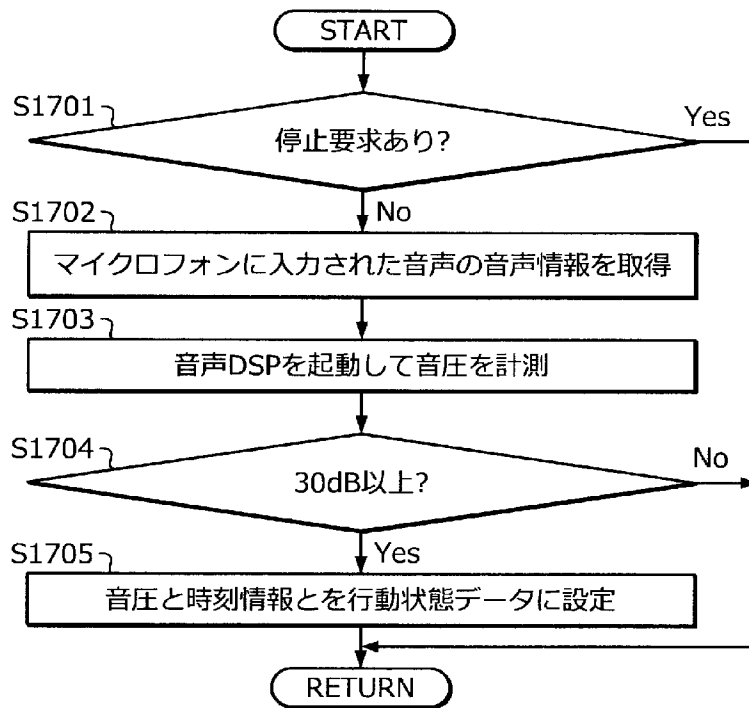 START
S1701
停止要求あり?
Yes
No
S1702
マイクロフォンに入力された音声の音声情報を取得
S1703
音声DSPを起動して音圧を計測
S1704
30dB以上?
No
Yes
S1705
音圧と時刻情報とを行動状態データに設定
RETURN